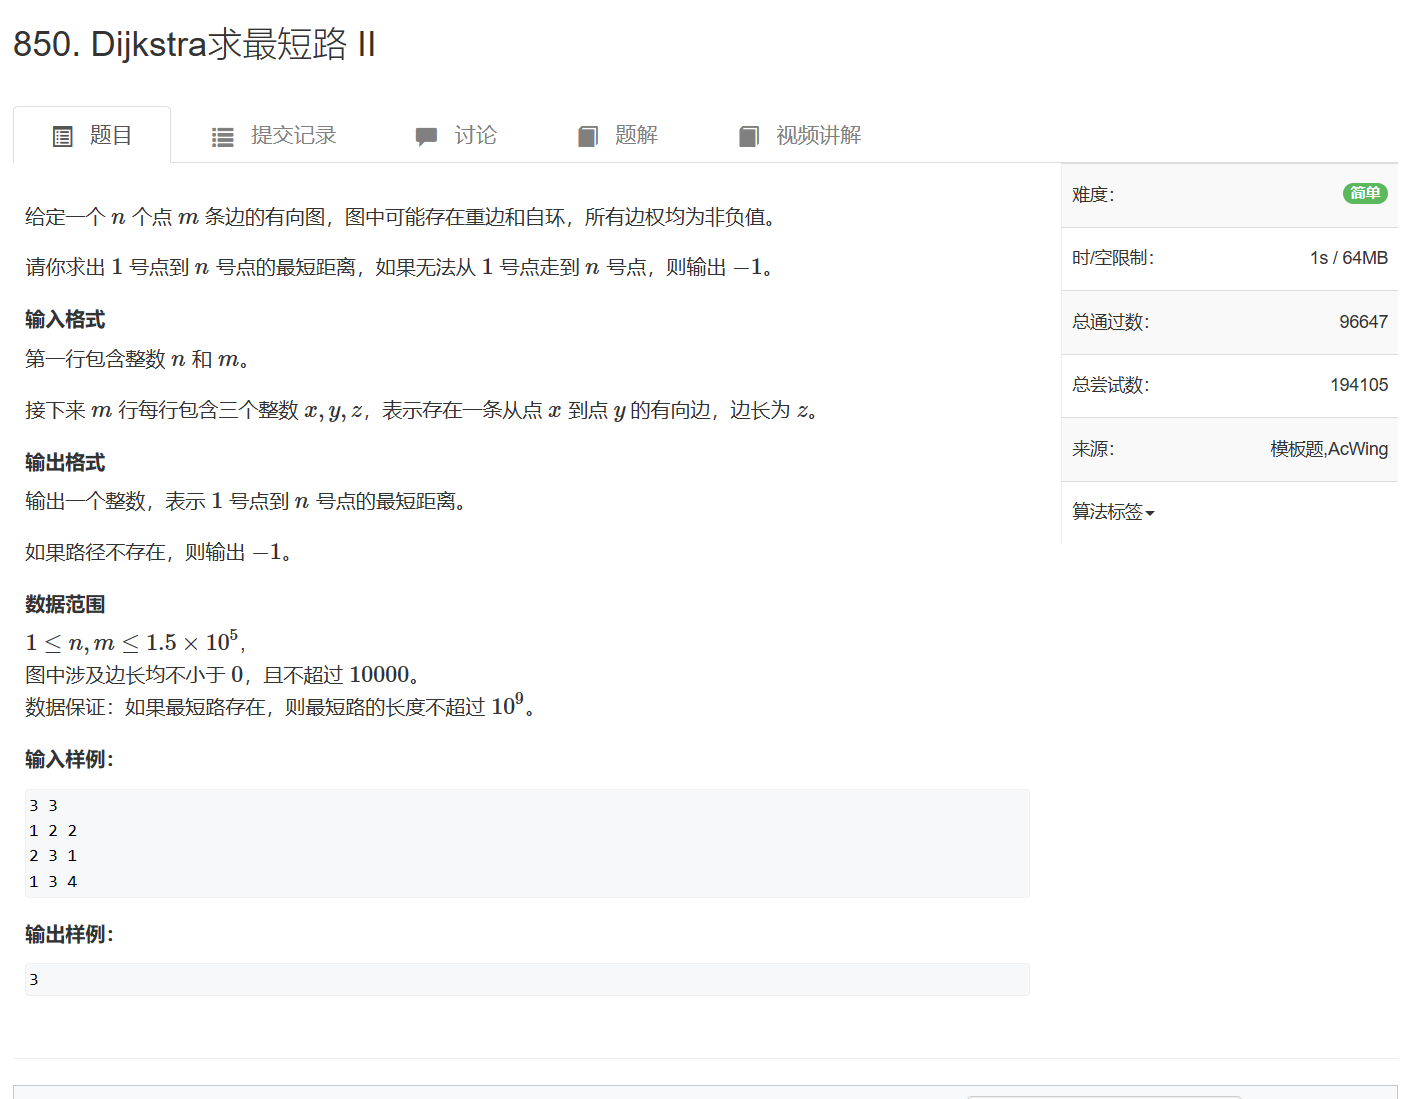 850. Dijkstra求最短路 II
题目 提交记录 讨论 题解 视频讲解
给定一个 n 个点 m 条边的有向图，图中可能存在重边和自环，所有边权均为非负值。
请你求出 1 号点到 n 号点的最短距离，如果无法从 1 号点走到 n 号点，则输出 −1。
输入格式
第一行包含整数 n 和 m。
接下来 m 行每行包含三个整数 x, y, z，表示存在一条从点 x 到点 y 的有向边，边长为 z。
输出格式
输出一个整数，表示 1 号点到 n 号点的最短距离。
如果路径不存在，则输出 −1。
数据范围
1 ≤ n, m ≤ 1.5 × 10^5，
图中涉及边长均不小于 0，且不超过 10000。
数据保证：如果最短路存在，则最短路的长度不超过 10^9。
输入样例：
3 3
1 2 2
2 3 1
1 3 4
输出样例：
3
难度： 简单
时/空限制： 1s / 64MB
总通过数： 96647
总尝试数： 194105
来源： 模板题,AcWing
算法标签